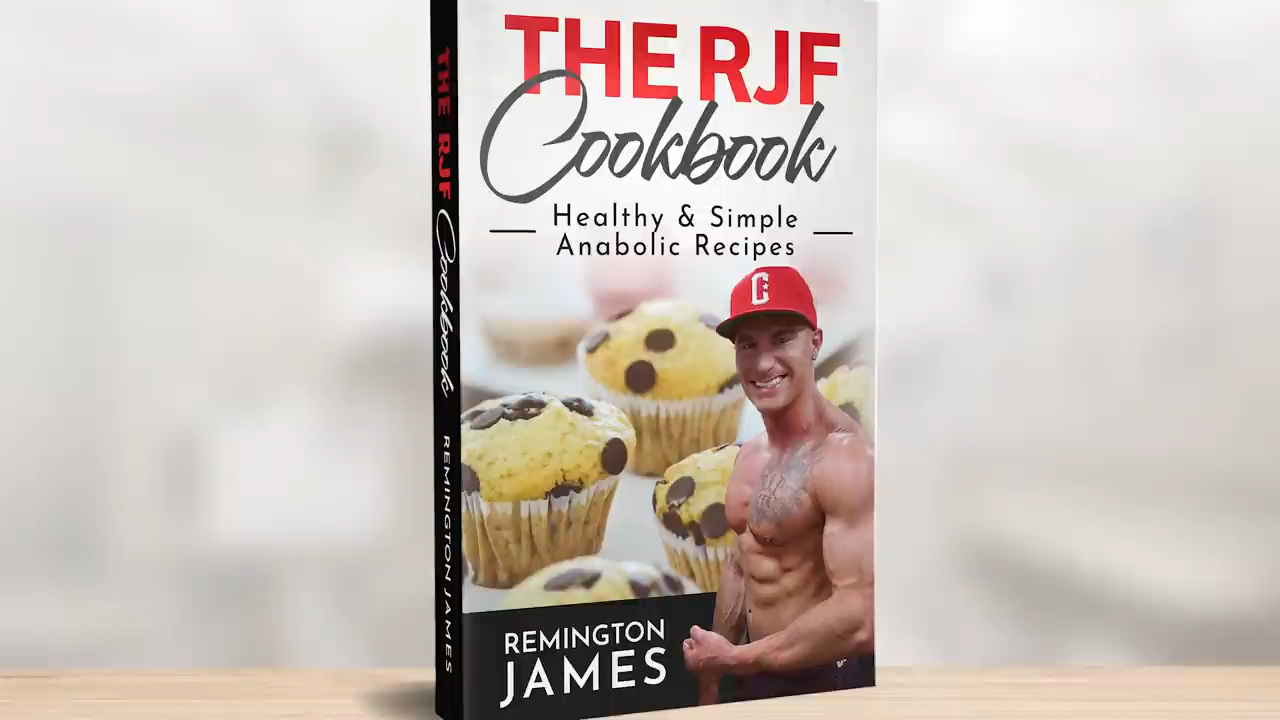 THE RJF
Cookbook
Healthy & Simple
Anabolic Recipes
C
REMINGTON
JAMES
THE RJF Cookbook REMINGTON JAMES